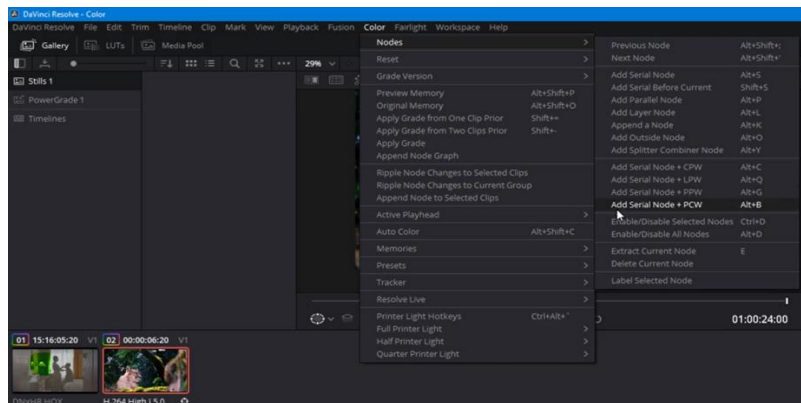 DaVinci Resolve - Color
DaVinci Resolve File Edit Trim Timeline Clip Mark View Playback Fusion Color Fairlight Workspace Help
Gallery LUTs Media Pool
29%
Stills 1
PowerGrade 1
Timelines
Nodes >
Reset >
Grade Version >
Preview Memory Alt+Shift+P
Original Memory Alt+Shift+O
Apply Grade from One Clip Prior Shift+=
Apply Grade from Two Clips Prior Shift+-
Apply Grade
Append Node Graph
Ripple Node Changes to Selected Clips
Ripple Node Changes to Current Group
Append Node to Selected Clips
Active Playhead >
Auto Color Alt+Shift+C
Memories >
Presets >
Tracker >
Resolve Live >
Printer Light Hotkeys Ctrl+Alt+`
Full Printer Light >
Half Printer Light >
Quarter Printer Light >
Previous Node Alt+Shift+;
Next Node Alt+Shift+'
Add Serial Node Alt+S
Add Serial Before Current Shift+S
Add Parallel Node Alt+P
Add Layer Node Alt+L
Append a Node Alt+K
Add Outside Node Alt+O
Add Splitter Combiner Node Alt+Y
Add Serial Node + CPW Alt+C
Add Serial Node + LPW Alt+Q
Add Serial Node + PPW Alt+G
Add Serial Node + PCW Alt+B
Enable/Disable Selected Nodes Ctrl+D
Enable/Disable All Nodes Alt+D
Extract Current Node E
Delete Current Node
Label Selected Node
01:00:24:00
01 15:16:05:20 V1 02 00:00:06:20 V1
DNxHR HQX H.264 High L5.0